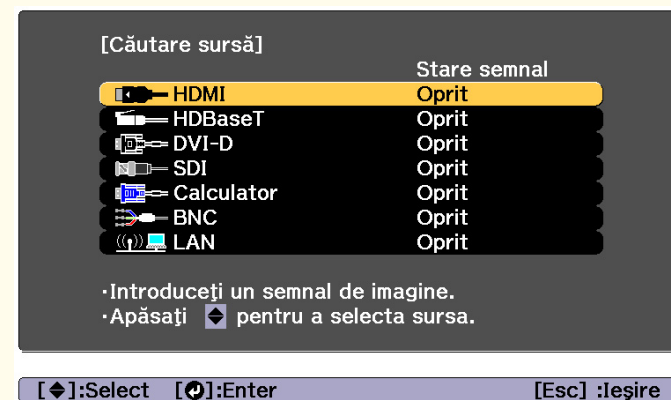 [Căutare sursă]
Stare semnal
HDMI Oprit
HDBaseT Oprit
DVI-D Oprit
SDI Oprit
Calculator Oprit
BNC Oprit
LAN Oprit
·Introduceţi un semnal de imagine.
·Apăsaţi pentru a selecta sursa.
[◆]:Select [↵]:Enter [Esc] :Ieşire